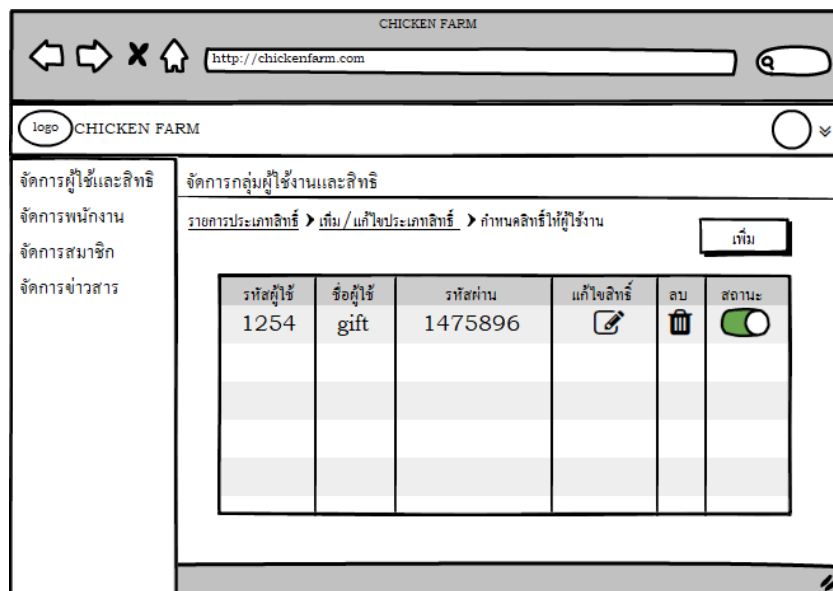 CHICKEN FARM
http://chickenfarm.com
logo CHICKEN FARM
จัดการผู้ใช้และสิทธิ
จัดการพนักงาน
จัดการสมาชิก
จัดการข่าวสาร
จัดการกลุ่มผู้ใช้งานและสิทธิ
รายการประเภทสิทธิ์ > เพิ่ม/แก้ไขประเภทสิทธิ์ > กำหนดสิทธิ์ให้ผู้ใช้งาน
เพิ่ม
รหัสผู้ใช้ ชื่อผู้ใช้ รหัสผ่าน แก้ไขสิทธิ์ ลบ สถานะ
1254 gift 1475896